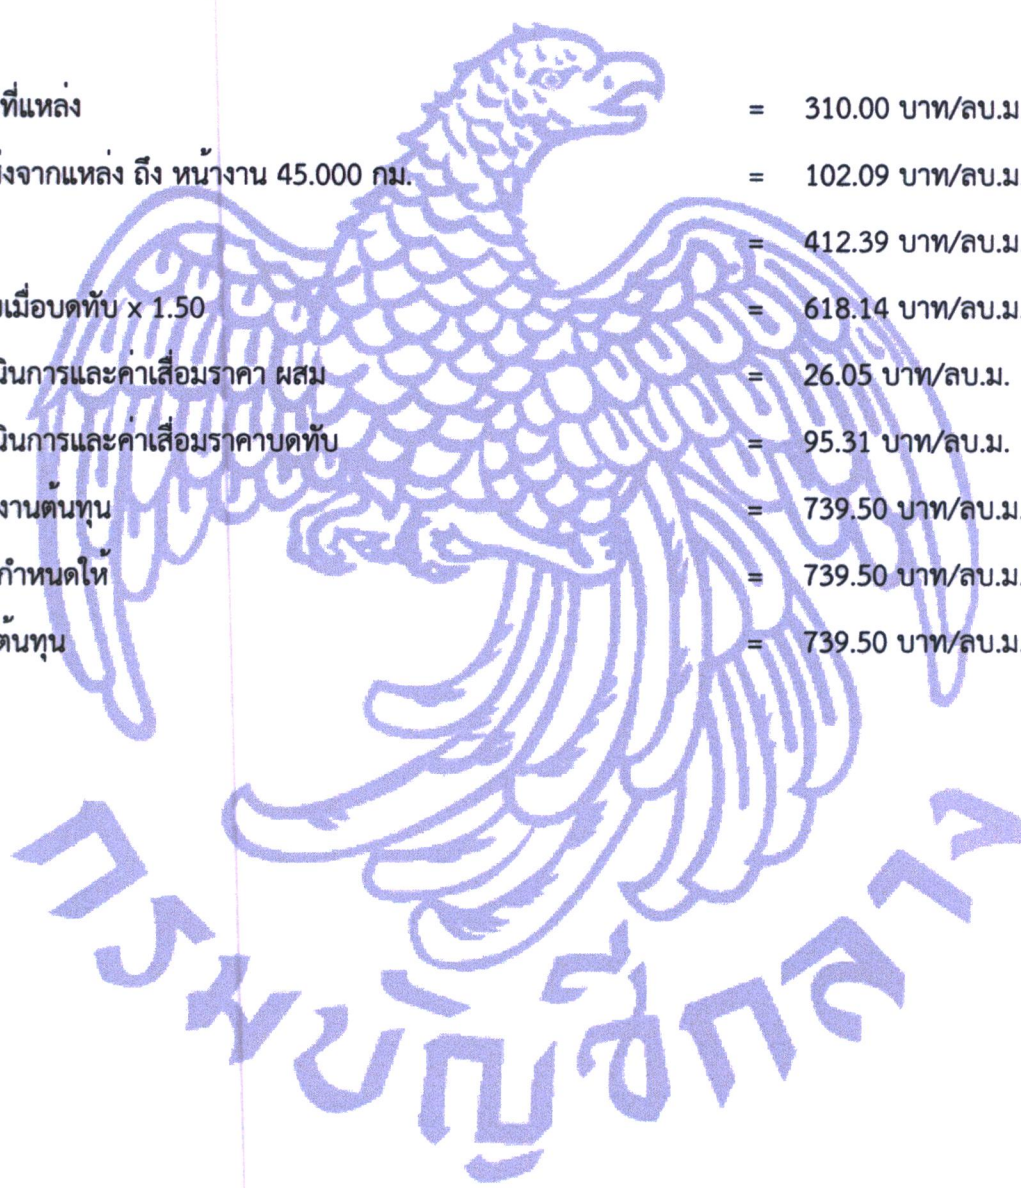 ที่แหล่ง = 310.00 บาท/ลบ.ม
่งจากแหล่ง ถึง หน้างาน 45.000 กม. = 102.09 บาท/ลบ.ม
= 412.39 บาท/ลบ.ม
เมื่อบดทับ x 1.50 = 618.14 บาท/ลบ.ม.
นินการและค่าเสื่อมราคา ผสม = 26.05 บาท/ลบ.ม.
นินการและค่าเสื่อมราคาบดทับ = 95.31 บาท/ลบ.ม.
งานต้นทุน = 739.50 บาท/ลบ.ม.
กำหนดให้ = 739.50 บาท/ลบ.ม.
ต้นทุน = 739.50 บาท/ลบ.ม.
กรมบัญชีกลาง